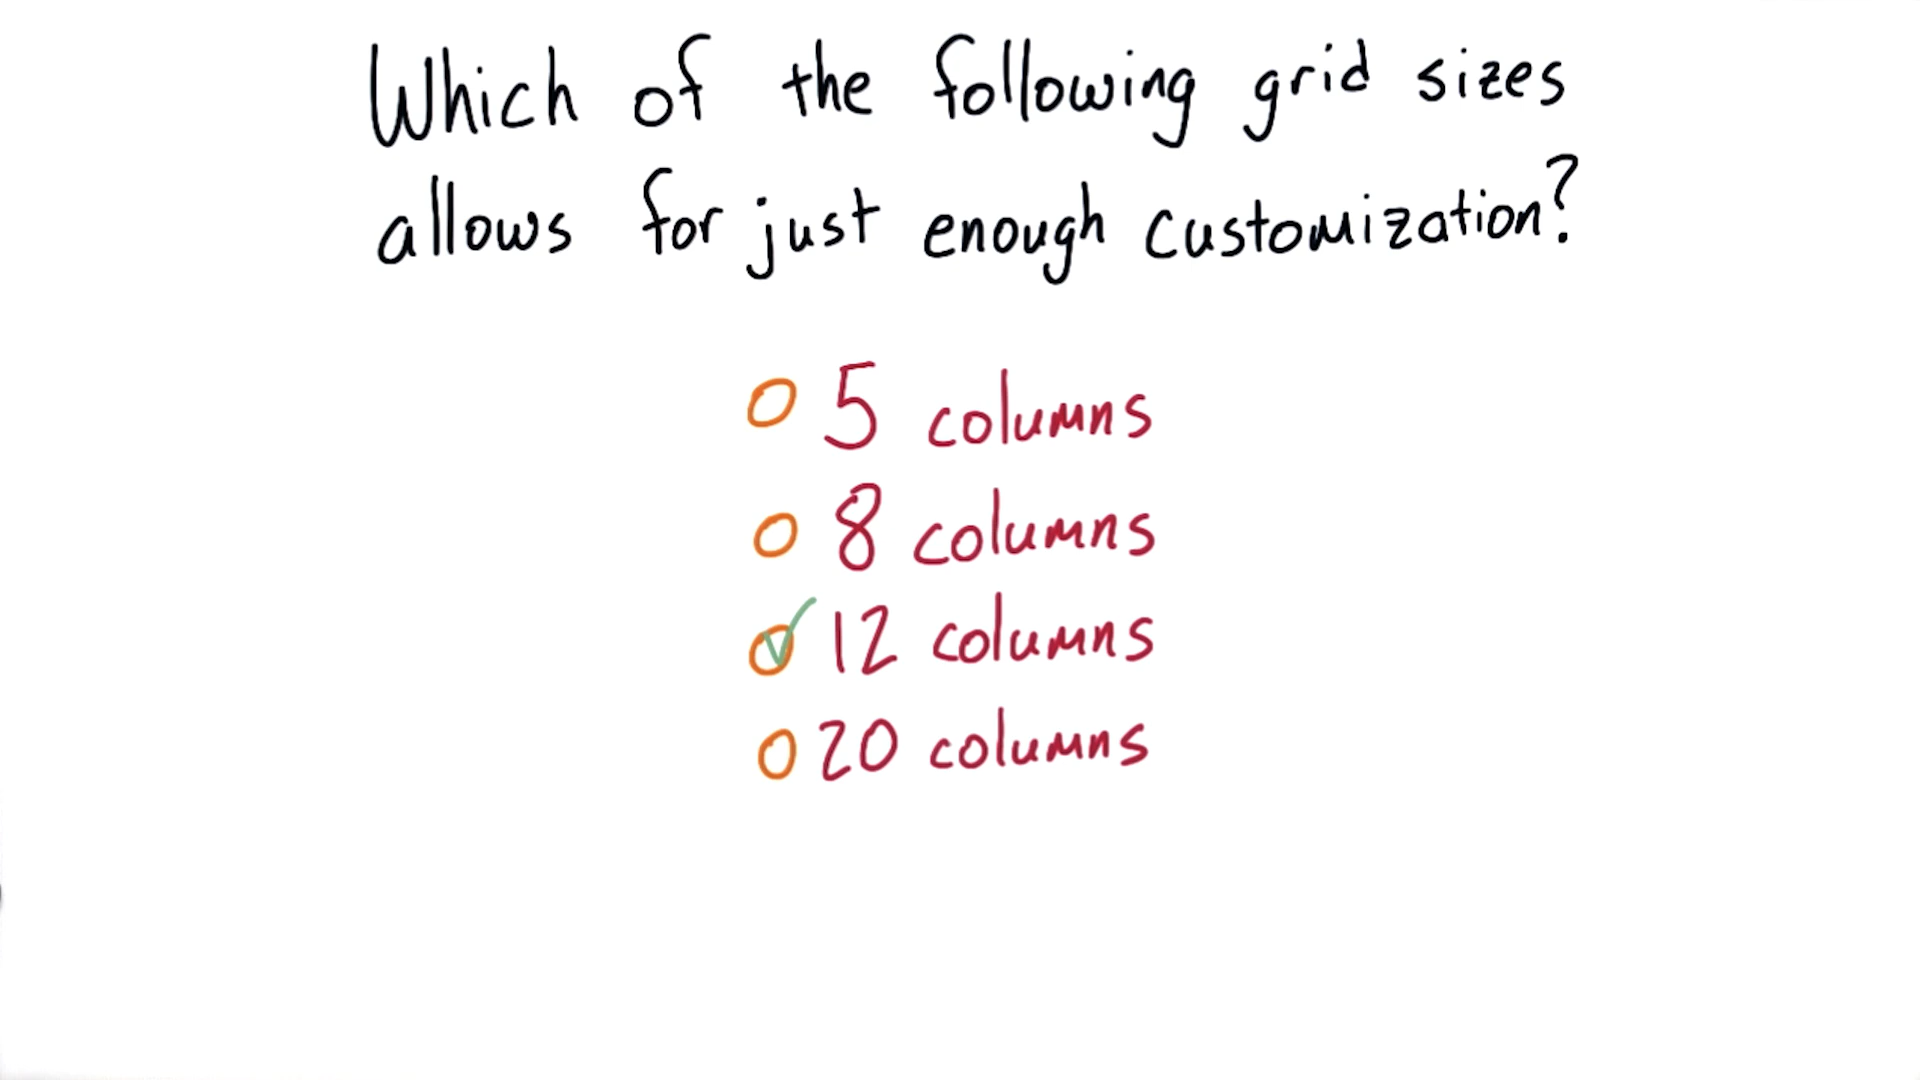 Which of the following grid sizes
allows for just enough customization?
5 columns
8 columns
12 columns
20 columns